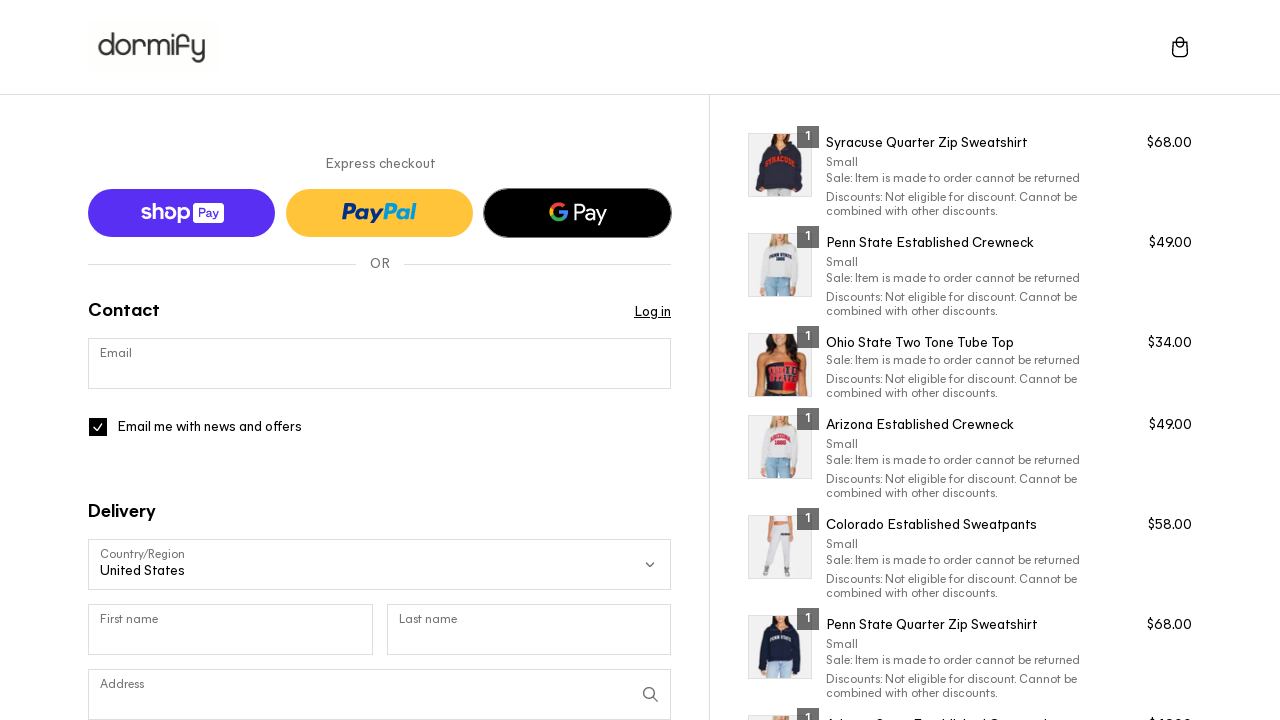 dormify
Express checkout
shop Pay
PayPal
G Pay
OR
Contact
Log in
Email
Email me with news and offers
Delivery
Country/Region
United States
First name
Last name
Address
1
Syracuse Quarter Zip Sweatshirt
$68.00
Small
Sale: Item is made to order cannot be returned
Discounts: Not eligible for discount. Cannot be
combined with other discounts.
SYRACUSE
1
Penn State Established Crewneck
$49.00
Small
Sale: Item is made to order cannot be returned
Discounts: Not eligible for discount. Cannot be
combined with other discounts.
PENN STATE
1
Ohio State Two Tone Tube Top
$34.00
Sale: Item is made to order cannot be returned
Discounts: Not eligible for discount. Cannot be
combined with other discounts.
OHIO
STATE
1
Arizona Established Crewneck
$49.00
Small
Sale: Item is made to order cannot be returned
Discounts: Not eligible for discount. Cannot be
combined with other discounts.
ARIZONA
1
Colorado Established Sweatpants
$58.00
Small
Sale: Item is made to order cannot be returned
Discounts: Not eligible for discount. Cannot be
combined with other discounts.
1
Penn State Quarter Zip Sweatshirt
$68.00
Small
Sale: Item is made to order cannot be returned
Discounts: Not eligible for discount. Cannot be
combined with other discounts.
PENN STATE
1